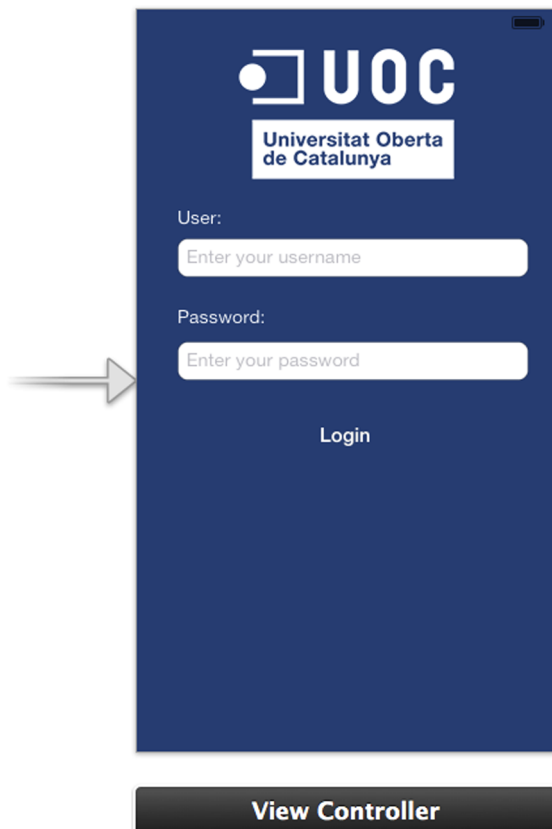 UOC
Universitat Oberta
de Catalunya
User:
Enter your username
Password:
Enter your password
Login
View Controller